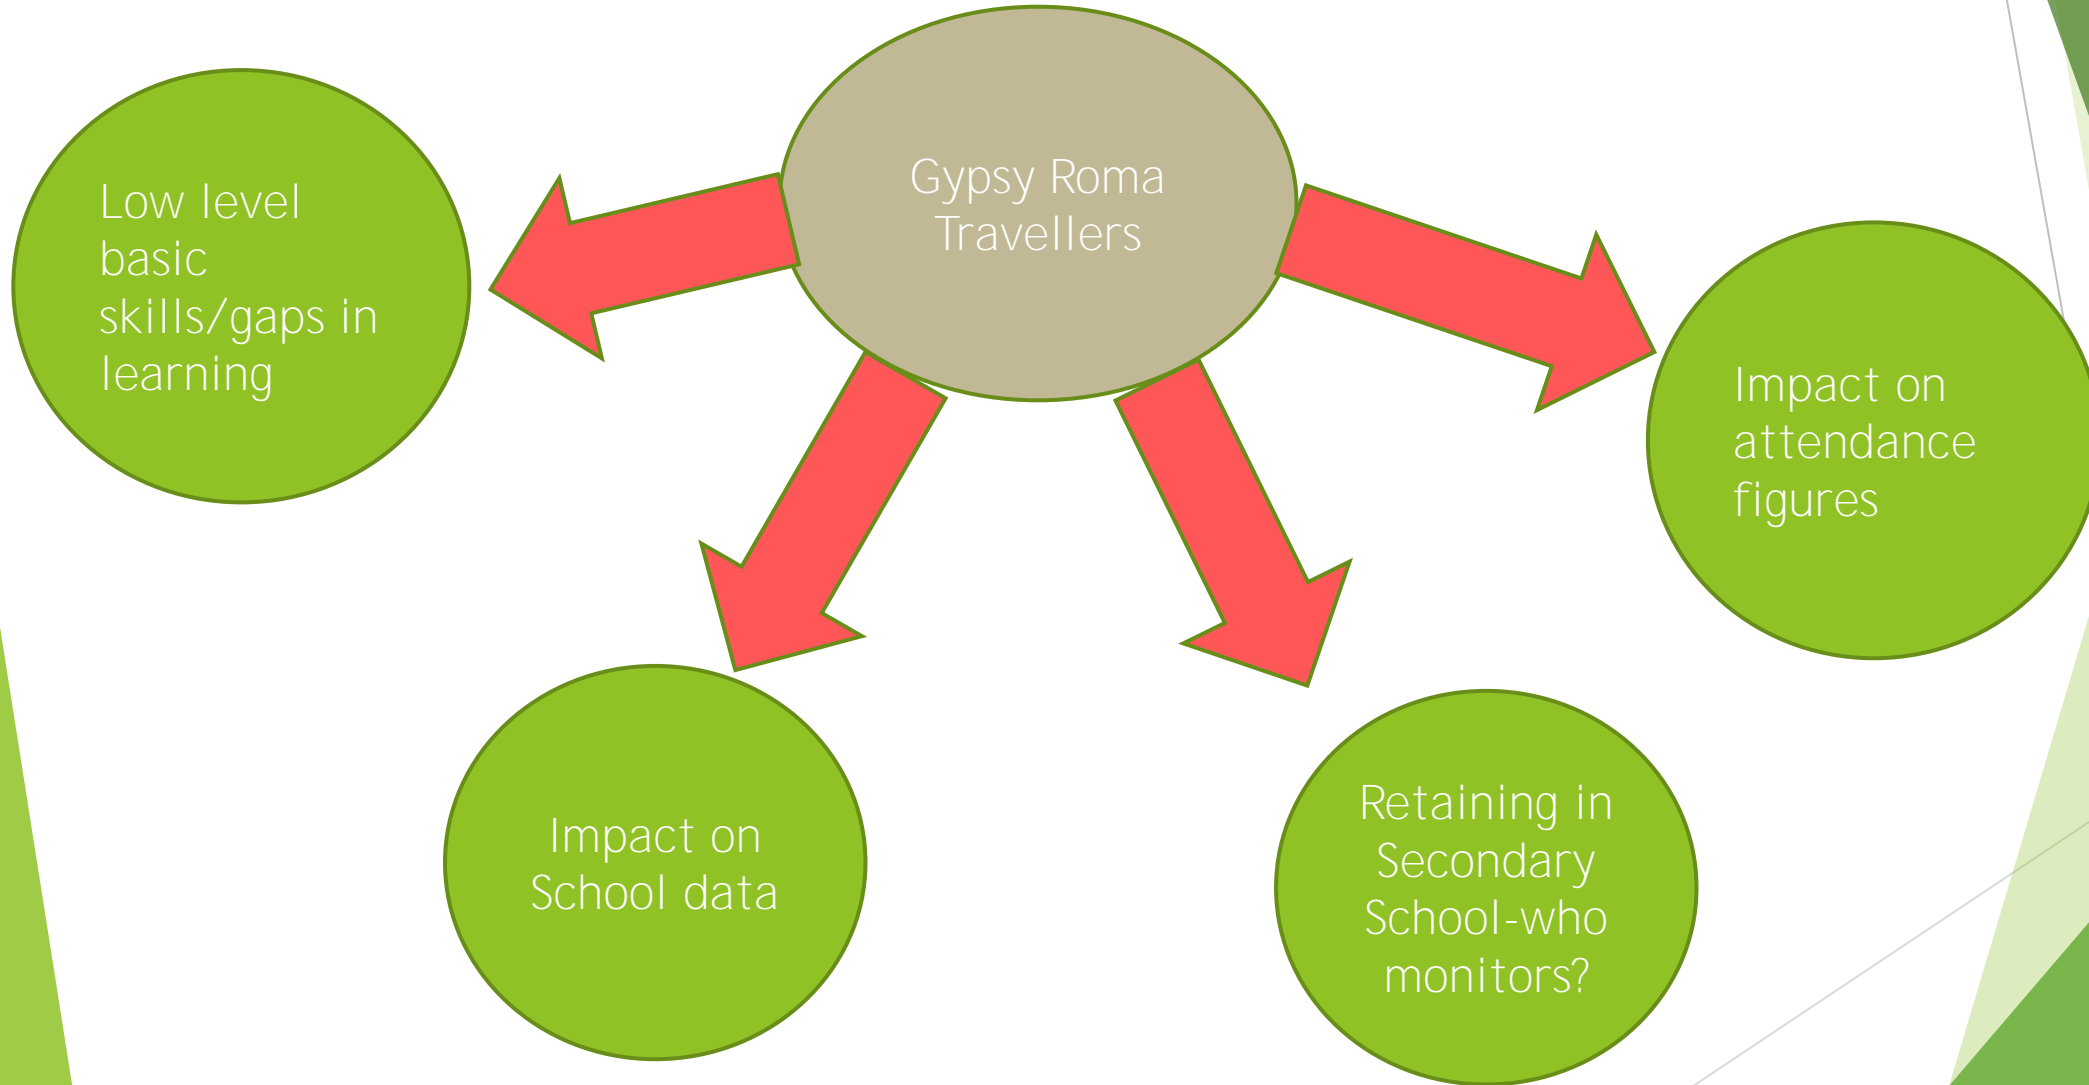 Gypsy Roma
Travellers
Low level
basic
skills/gaps in
learning
Impact on
attendance
figures
Impact on
School data
Retaining in
Secondary
School-who
monitors?